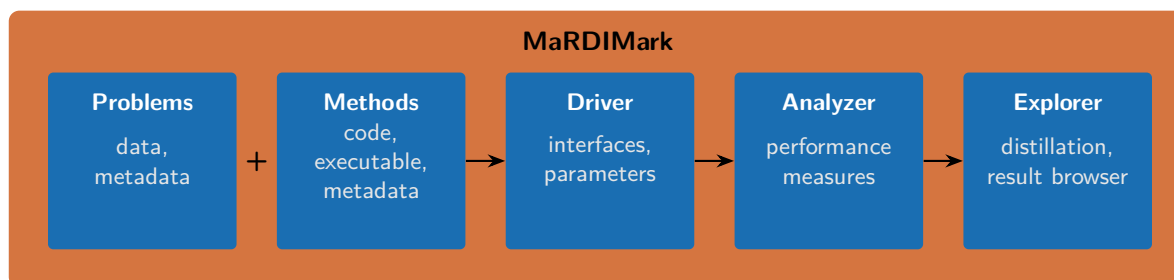 MaRDIMark
Problems
data,
metadata
+
Methods
code,
executable,
metadata
Driver
interfaces,
parameters
Analyzer
performance
measures
Explorer
distillation,
result browser